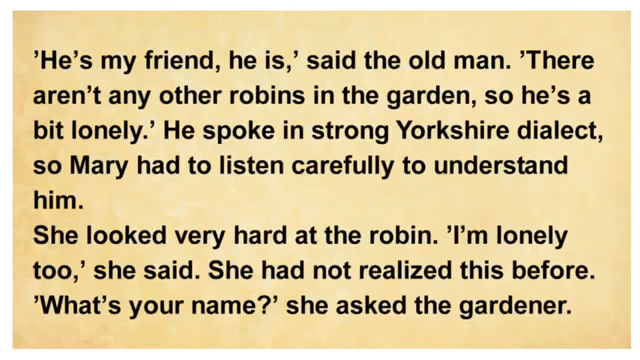 ’He’s my friend, he is,’ said the old man. ’There
aren’t any other robins in the garden, so he’s a
bit lonely.’ He spoke in strong Yorkshire dialect,
so Mary had to listen carefully to understand
him.
She looked very hard at the robin. ’I’m lonely
too,’ she said. She had not realized this before.
’What’s your name?’ she asked the gardener.